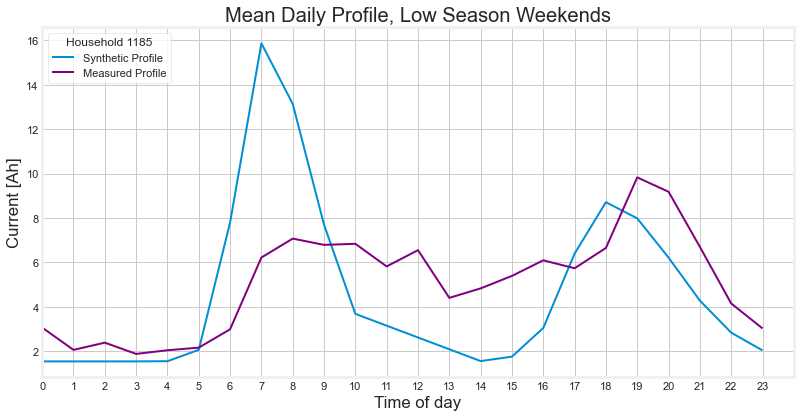 Mean Daily Profile, Low Season Weekends
Household 1185
Synthetic Profile
Measured Profile
Current [Ah]
16
14
12
10
8
6
4
2
0 1 2 3 4 5 6 7 8 9 10 11 12 13 14 15 16 17 18 19 20 21 22 23
Time of day